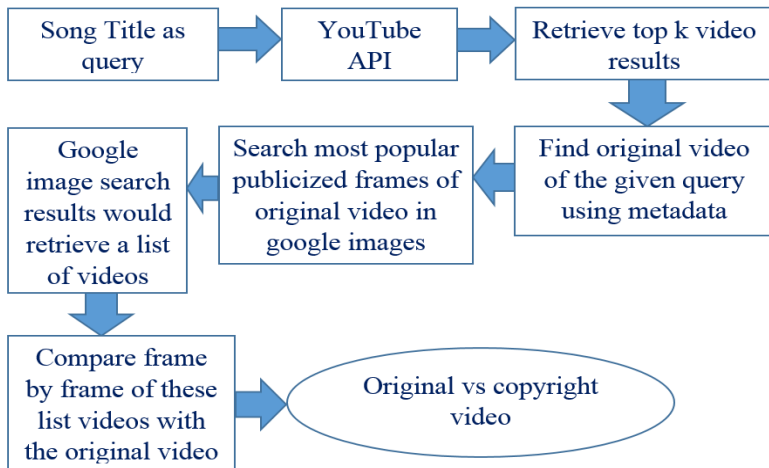 Song Title as
query
YouTube
API
Retrieve top k video
results
Find original video
of the given query
using metadata
Search most popular
publicized frames of
original video in
google images
Google
image search
results would
retrieve a list
of videos
Compare frame
by frame of these
list videos with
the original video
Original vs copyright
video